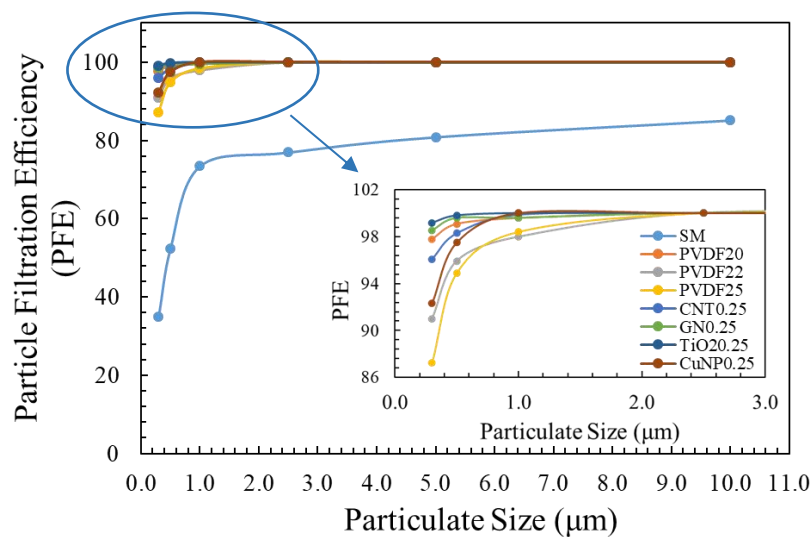 Particle Filtration Efficiency
(PFE)
100
80
60
40
20
0
0.0 1.0 2.0 3.0 4.0 5.0 6.0 7.0 8.0 9.0 10.0 11.0
Particulate Size (μm)
PFE
102
98
94
90
86
0.0 1.0 2.0 3.0
Particulate Size (μm)
SM
PVDF20
PVDF22
PVDF25
CNT0.25
GN0.25
TiO20.25
CuNP0.25